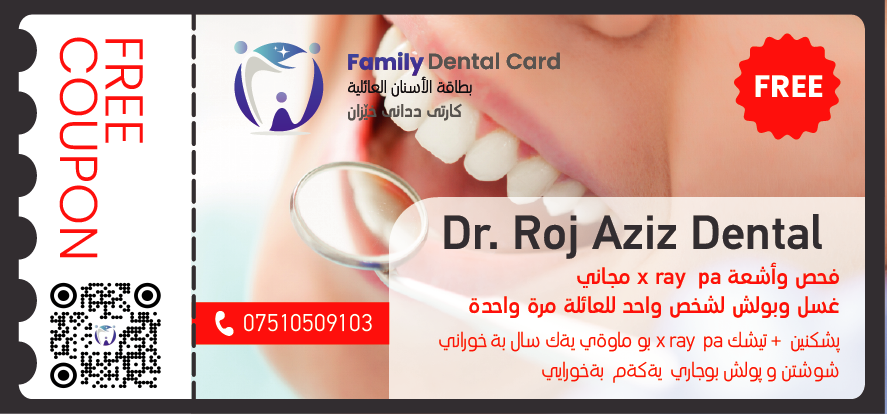 FREE
COUPON
Family Dental Card
بطاقة الأسنان العائلية
كارتى ددانى خێزان
FREE
Dr. Roj Aziz Dental
فحص وأشعة x ray pa مجاني
غسل وبولش لشخص واحد للعائلة مرة واحدة
پشكنين + تيشك x ray pa بو ماوةي يةك سال بة خورايي
شوشتن و پولش بوجاري يةكةم بةخورايي
07510509103